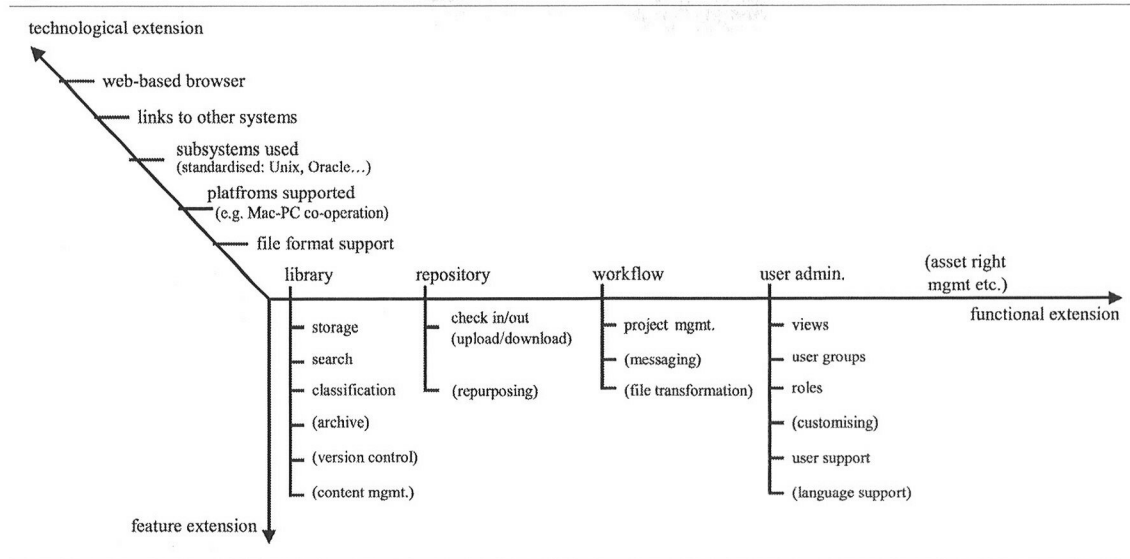 technological extension
web-based browser
links to other systems
subsystems used
(standardised: Unix, Oracle...)
platfroms supported
(e.g. Mac-PC co-operation)
file format support
library
repository
workflow
user admin.
(asset right
mgmt etc.)
functional extension
storage
search
classification
(archive)
(version control)
(content mgmt.)
check in/out
(upload/download)
(repurposing)
project mgmt.
(messaging)
(file transformation)
views
user groups
roles
(customising)
user support
(language support)
feature extension